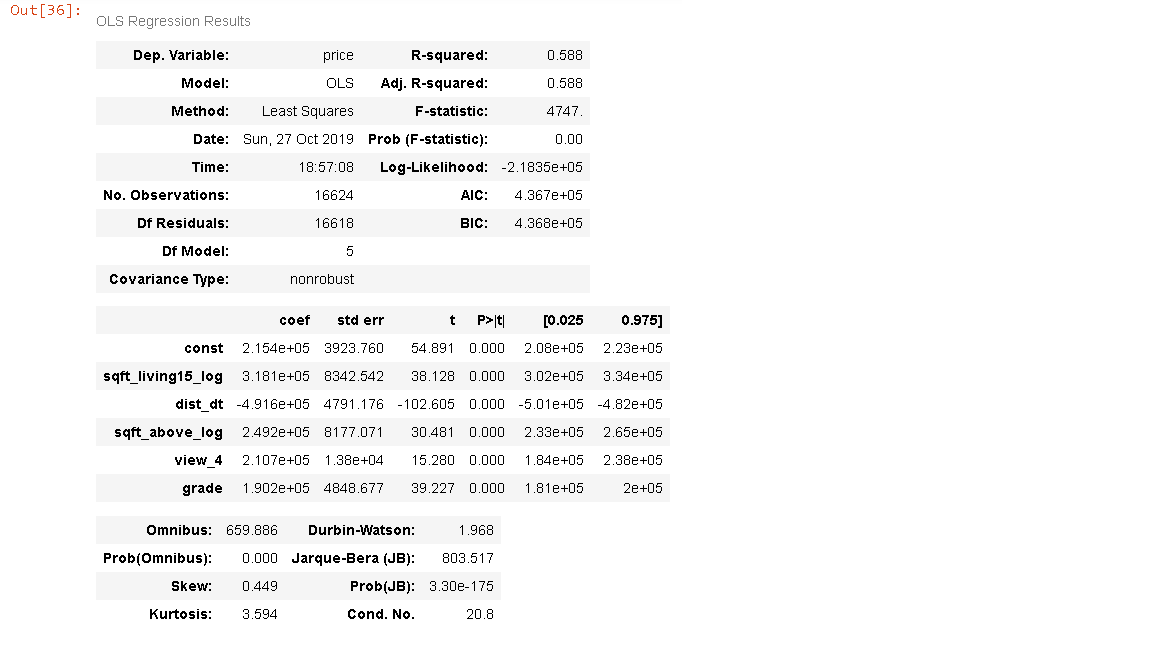 Out[36]:
OLS Regression Results
Dep. Variable: price R-squared: 0.588
Model: OLS Adj. R-squared: 0.588
Method: Least Squares F-statistic: 4747.
Date: Sun, 27 Oct 2019 Prob (F-statistic): 0.00
Time: 18:57:08 Log-Likelihood: -2.1835e+05
No. Observations: 16624 AIC: 4.367e+05
Df Residuals: 16618 BIC: 4.368e+05
Df Model: 5
Covariance Type: nonrobust
coef std err t P>|t| [0.025 0.975]
const 2.154e+05 3923.760 54.891 0.000 2.08e+05 2.23e+05
sqft_living15_log 3.181e+05 8342.542 38.128 0.000 3.02e+05 3.34e+05
dist_dt -4.916e+05 4791.176 -102.605 0.000 -5.01e+05 -4.82e+05
sqft_above_log 2.492e+05 8177.071 30.481 0.000 2.33e+05 2.65e+05
view_4 2.107e+05 1.38e+04 15.280 0.000 1.84e+05 2.38e+05
grade 1.902e+05 4848.677 39.227 0.000 1.81e+05 2e+05
Omnibus: 659.886 Durbin-Watson: 1.968
Prob(Omnibus): 0.000 Jarque-Bera (JB): 803.517
Skew: 0.449 Prob(JB): 3.30e-175
Kurtosis: 3.594 Cond. No. 20.8